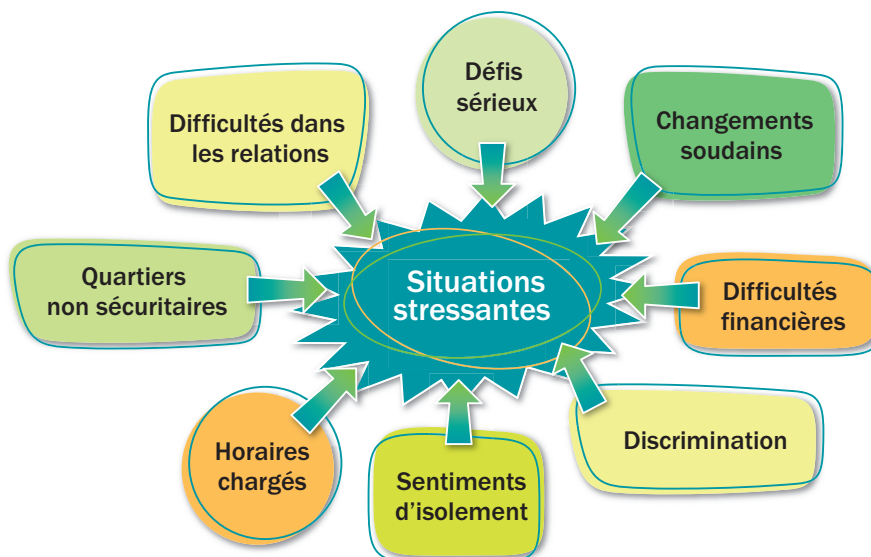 Défis
sérieux
Difficultés dans
les relations
Changements
soudains
Quartiers
non sécuritaires
Situations
stressantes
Difficultés
financières
Horaires
chargés
Sentiments
d’isolement
Discrimination